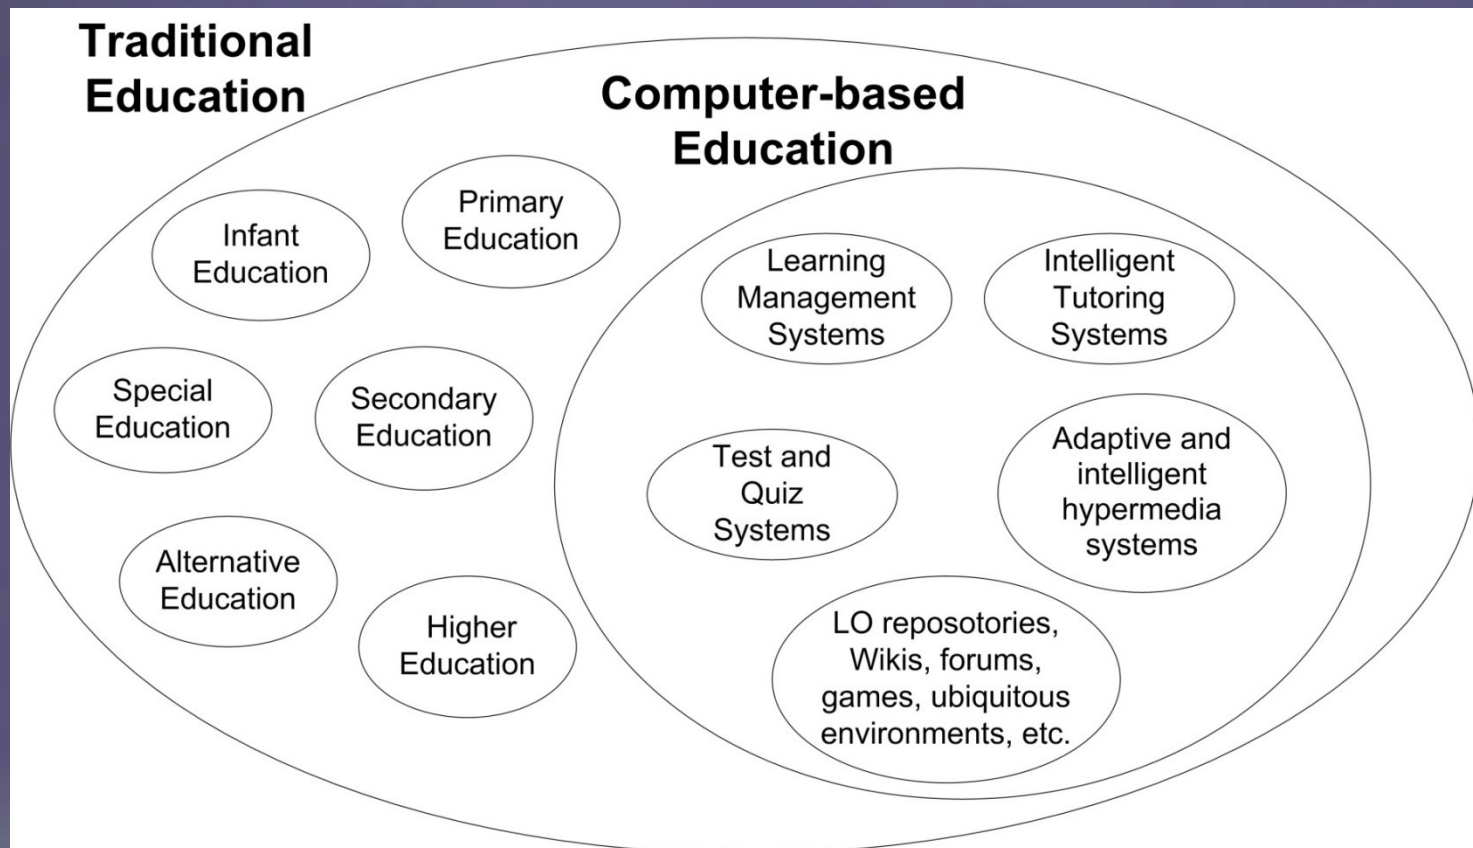 Traditional
Education
Computer-based
Education
Infant
Education
Primary
Education
Special
Education
Secondary
Education
Alternative
Education
Higher
Education
Learning
Management
Systems
Intelligent
Tutoring
Systems
Test and
Quiz
Systems
Adaptive and
intelligent
hypermedia
systems
LO reposotories,
Wikis, forums,
games, ubiquitous
environments, etc.